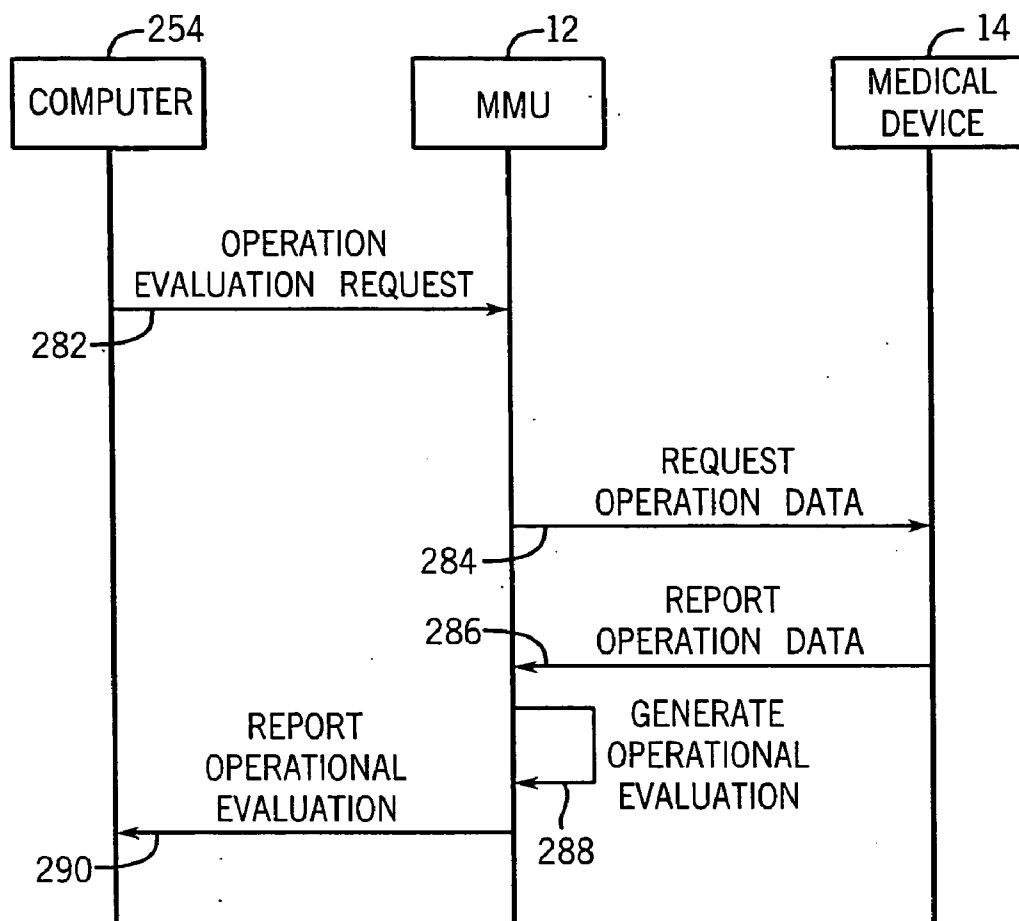 254
12
14
COMPUTER
MMU
MEDICAL
DEVICE
OPERATION
EVALUATION REQUEST
282
REQUEST
OPERATION DATA
284
REPORT
OPERATION DATA
286
GENERATE
OPERATIONAL
EVALUATION
288
REPORT
OPERATIONAL
EVALUATION
290